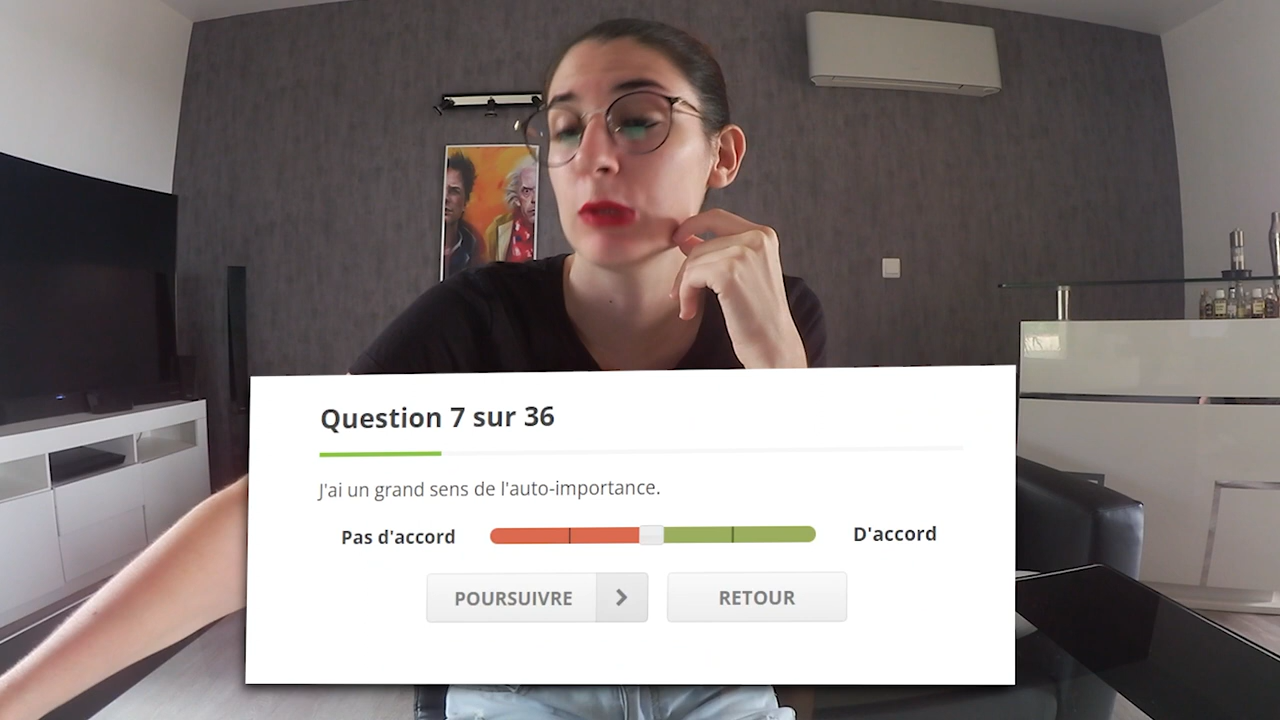 Question 7 sur 36
J'ai un grand sens de l'auto-importance.
Pas d'accord
D'accord
POURSUIVRE
RETOUR